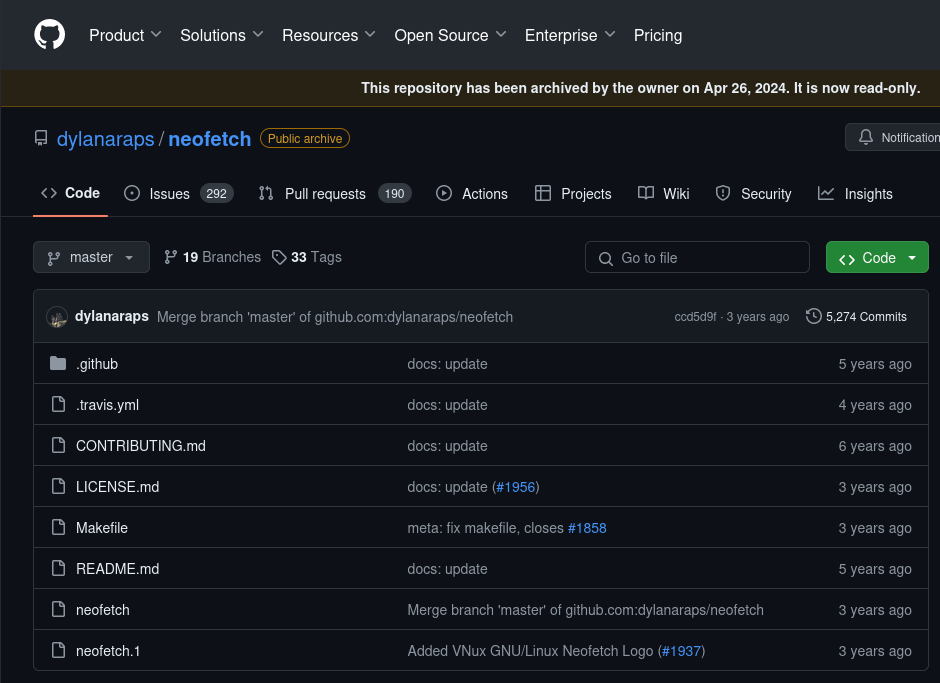 Product Solutions Resources Open Source Enterprise Pricing
This repository has been archived by the owner on Apr 26, 2024. It is now read-only.
dylanaraps / neofetch Public archive Notification
Code Issues 292 Pull requests 190 Actions Projects Wiki Security Insights
master 19 Branches 33 Tags Go to file Code
dylanaraps Merge branch 'master' of github.com:dylanaraps/neofetch ccd5d9f · 3 years ago 5,274 Commits
.github docs: update 5 years ago
.travis.yml docs: update 4 years ago
CONTRIBUTING.md docs: update 6 years ago
LICENSE.md docs: update (#1956) 3 years ago
Makefile meta: fix makefile, closes #1858 3 years ago
README.md docs: update 5 years ago
neofetch Merge branch 'master' of github.com:dylanaraps/neofetch 3 years ago
neofetch.1 Added VNux GNU/Linux Neofetch Logo (#1937) 3 years ago